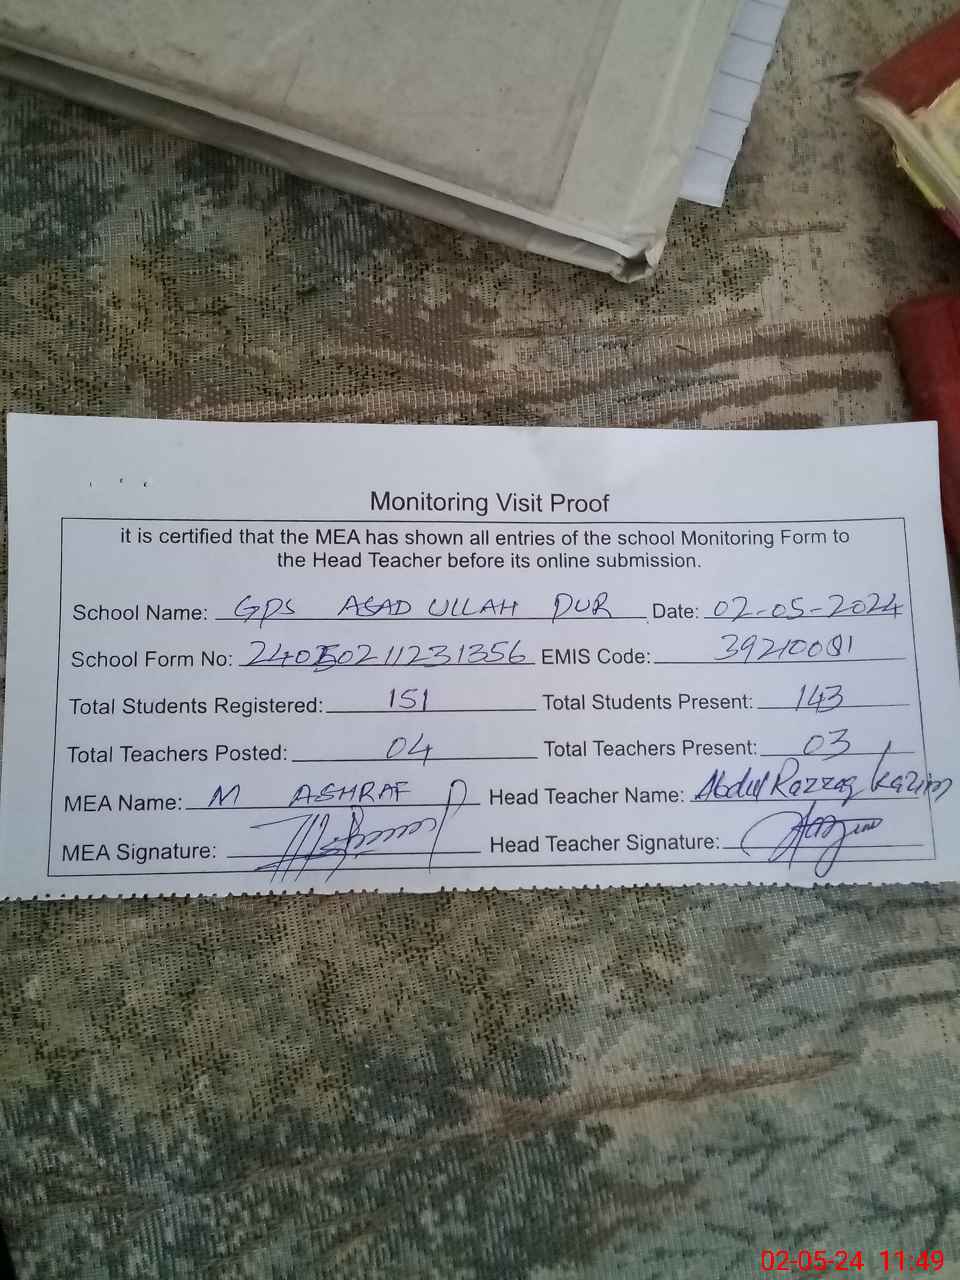 Monitoring Visit Proof
it is certified that the MEA has shown all entries of the school Monitoring Form to
the Head Teacher before its online submission.
School Name: GPS ASAD ULLAH PUR Date: 02-05-2024
School Form No: 24050211231356 EMIS Code: 39210081
Total Students Registered: 151 Total Students Present: 143
Total Teachers Posted: 04 Total Teachers Present: 03
MEA Name: M ASHRAF Head Teacher Name: Abdul Razzaq Kazim
MEA Signature: Head Teacher Signature:
02-05-24 11:49